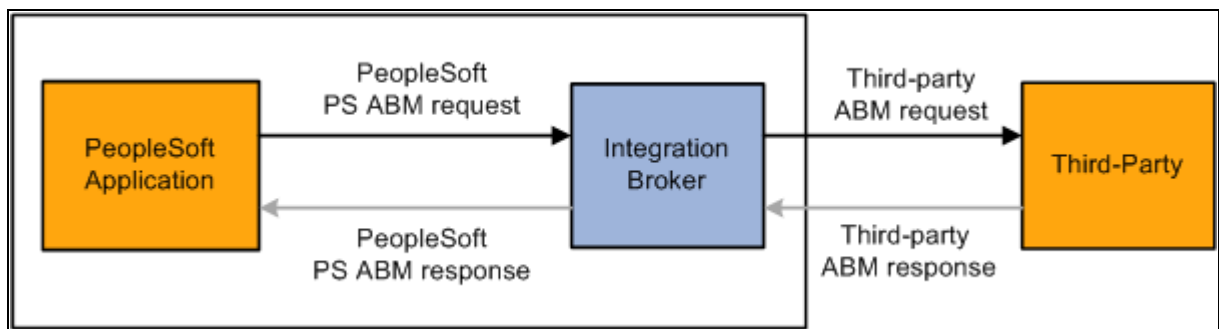 PeopleSoft
PS ABM request
Third-party
ABM request
PeopleSoft
Application
Integration
Broker
Third-Party
PeopleSoft
PS ABM response
Third-party
ABM response